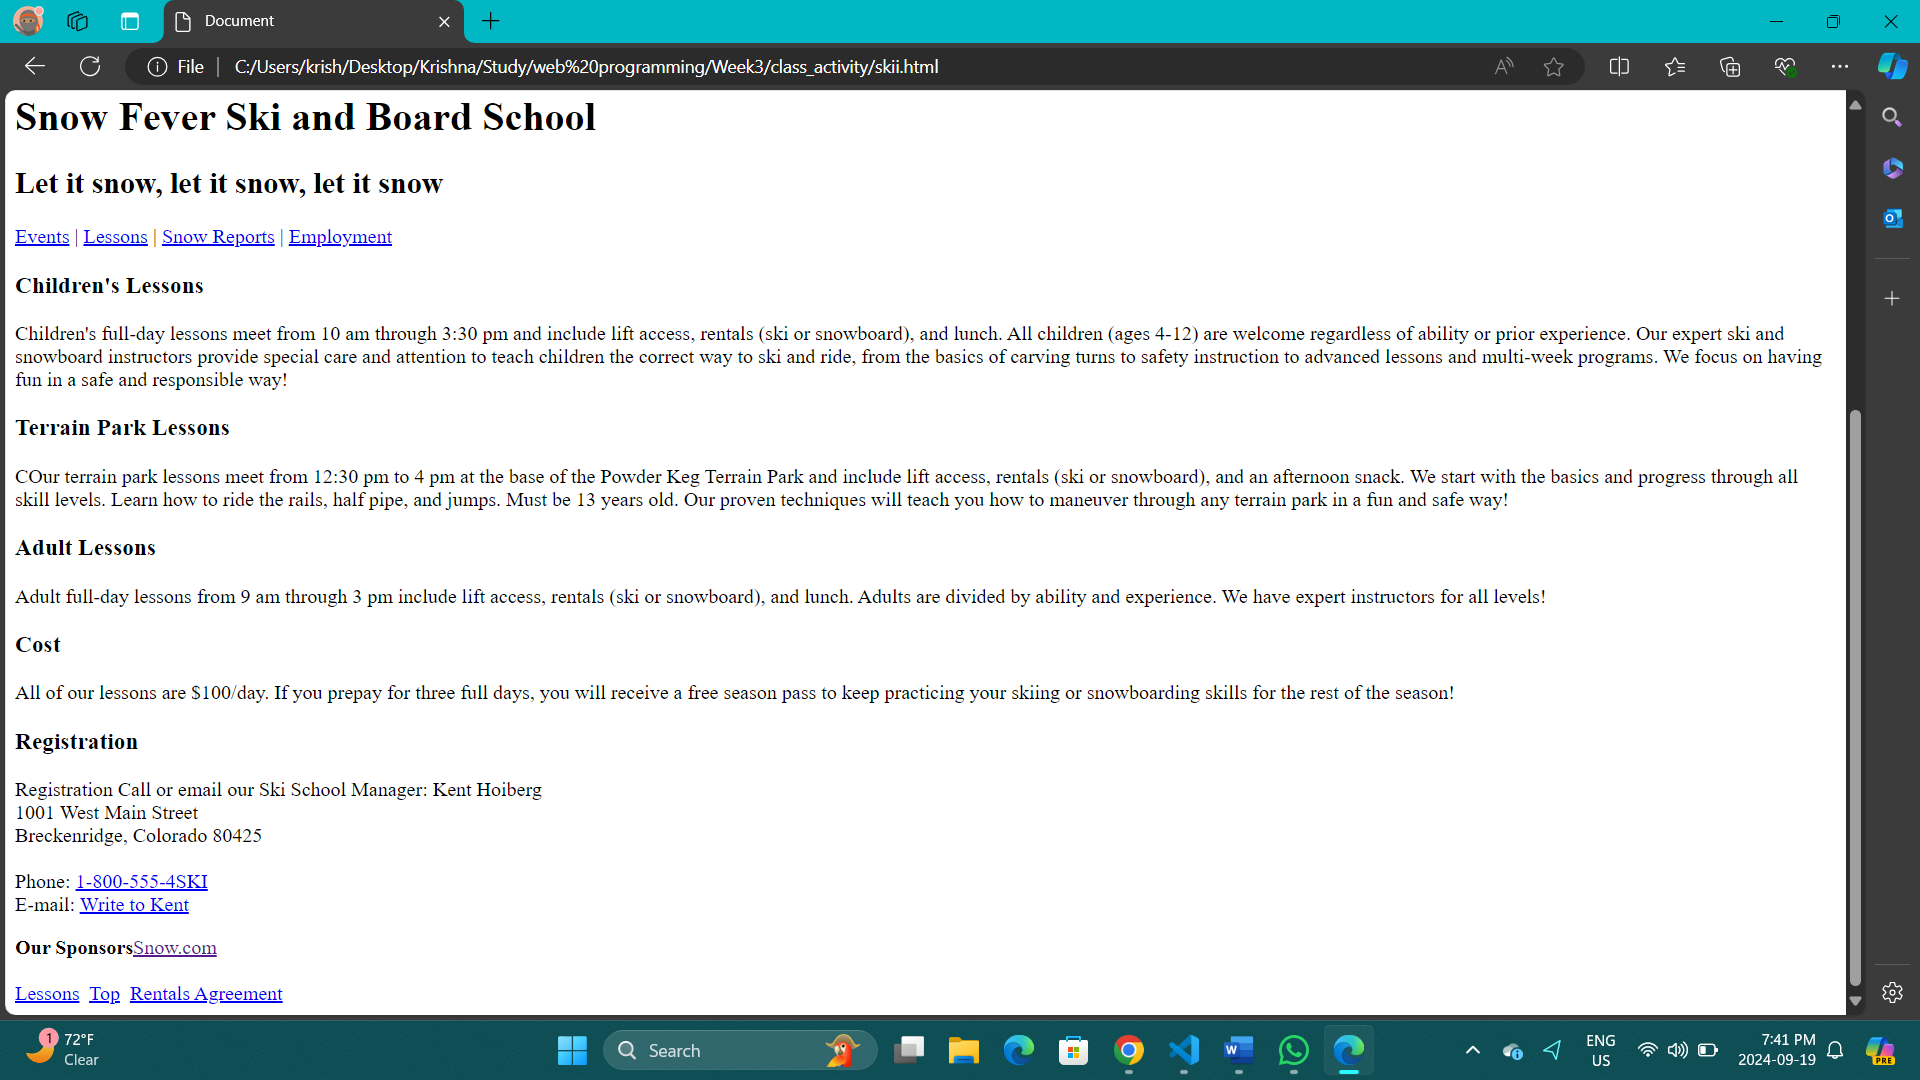 Document
File
C:/Users/krish/Desktop/Krishna/Study/web%20programming/Week3/class_activity/skii.html
Snow Fever Ski and Board School
Let it snow, let it snow, let it snow
Events | Lessons | Snow Reports | Employment
Children's Lessons
Children's full-day lessons meet from 10 am through 3:30 pm and include lift access, rentals (ski or snowboard), and lunch. All children (ages 4-12) are welcome regardless of ability or prior experience. Our expert ski and
snowboard instructors provide special care and attention to teach children the correct way to ski and ride, from the basics of carving turns to safety instruction to advanced lessons and multi-week programs. We focus on having
fun in a safe and responsible way!
Terrain Park Lessons
COur terrain park lessons meet from 12:30 pm to 4 pm at the base of the Powder Keg Terrain Park and include lift access, rentals (ski or snowboard), and an afternoon snack. We start with the basics and progress through all
skill levels. Learn how to ride the rails, half pipe, and jumps. Must be 13 years old. Our proven techniques will teach you how to maneuver through any terrain park in a fun and safe way!
Adult Lessons
Adult full-day lessons from 9 am through 3 pm include lift access, rentals (ski or snowboard), and lunch. Adults are divided by ability and experience. We have expert instructors for all levels!
Cost
All of our lessons are $100/day. If you prepay for three full days, you will receive a free season pass to keep practicing your skiing or snowboarding skills for the rest of the season!
Registration
Registration Call or email our Ski School Manager: Kent Hoiberg
1001 West Main Street
Breckenridge, Colorado 80425
Phone: 1-800-555-4SKI
E-mail: Write to Kent
Our SponsorsSnow.com
Lessons Top Rentals Agreement
1
72°F
Clear
Search
ENG
US
7:41 PM
2024-09-19
PRE